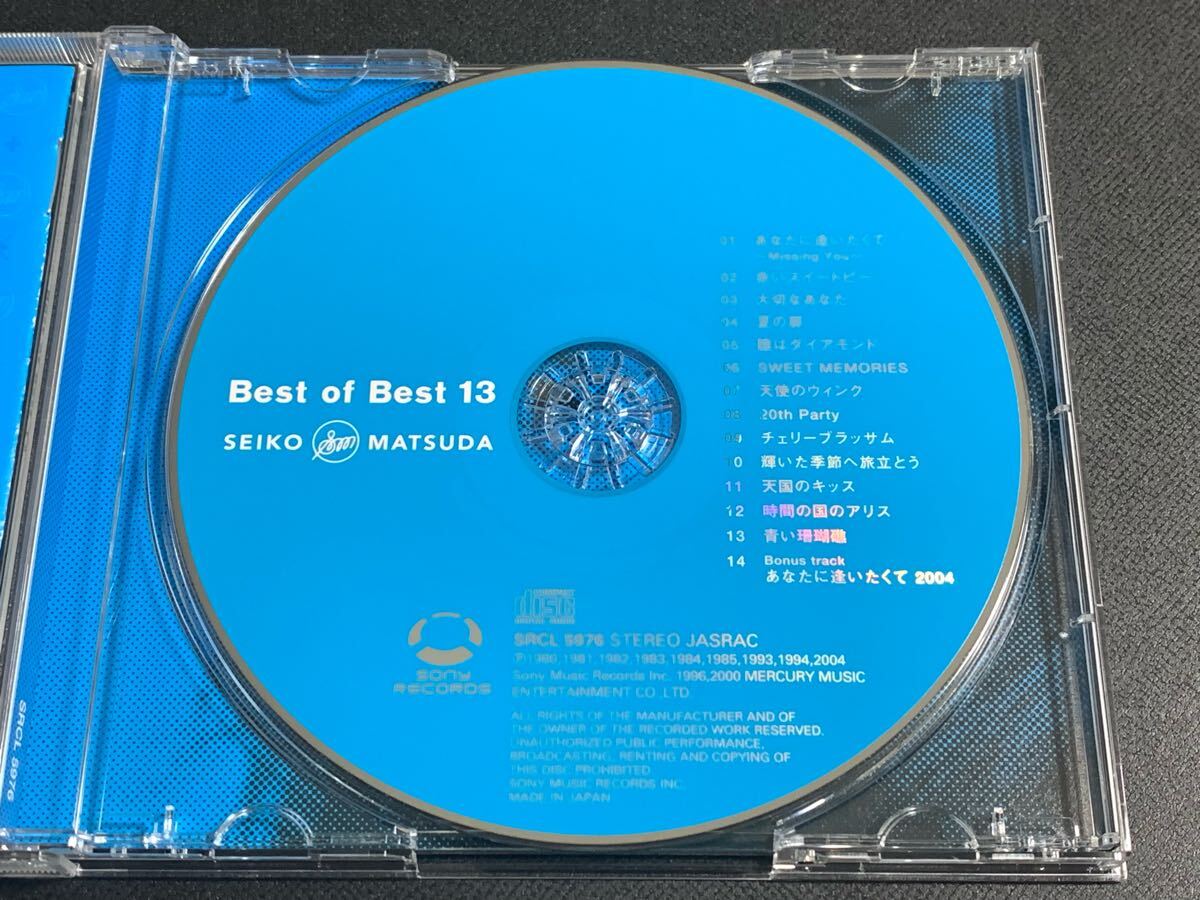 Best of Best 13
SEIKO MATSUDA
01 あなたに逢いたくて
～Missing You～
02 赤いスイートピー
03 大切なあなた
04 夏の扉
05 瞳はダイアモンド
06 SWEET MEMORIES
07 天使のウィンク
08 20th Party
09 チェリーブラッサム
10 輝いた季節へ旅立とう
11 天国のキッス
12 時間の国のアリス
13 青い珊瑚礁
14 Bonus track
あなたに逢いたくて 2004
COMPACT
disc
DIGITAL AUDIO
SONY
RECORDS
SRCL 5976 STEREO JASRAC
Ⓟ1980,1981,1982,1983,1984,1985,1993,1994,2004
Sony Music Records Inc. 1996,2000 MERCURY MUSIC
ENTERTAINMENT CO.,LTD.
ALL RIGHTS OF THE MANUFACTURER AND OF
THE OWNER OF THE RECORDED WORK RESERVED.
UNAUTHORIZED PUBLIC PERFORMANCE,
BROADCASTING, RENTING AND COPYING OF
THIS DISC PROHIBITED.
SONY MUSIC RECORDS INC.
MADE IN JAPAN
SRCL 5976